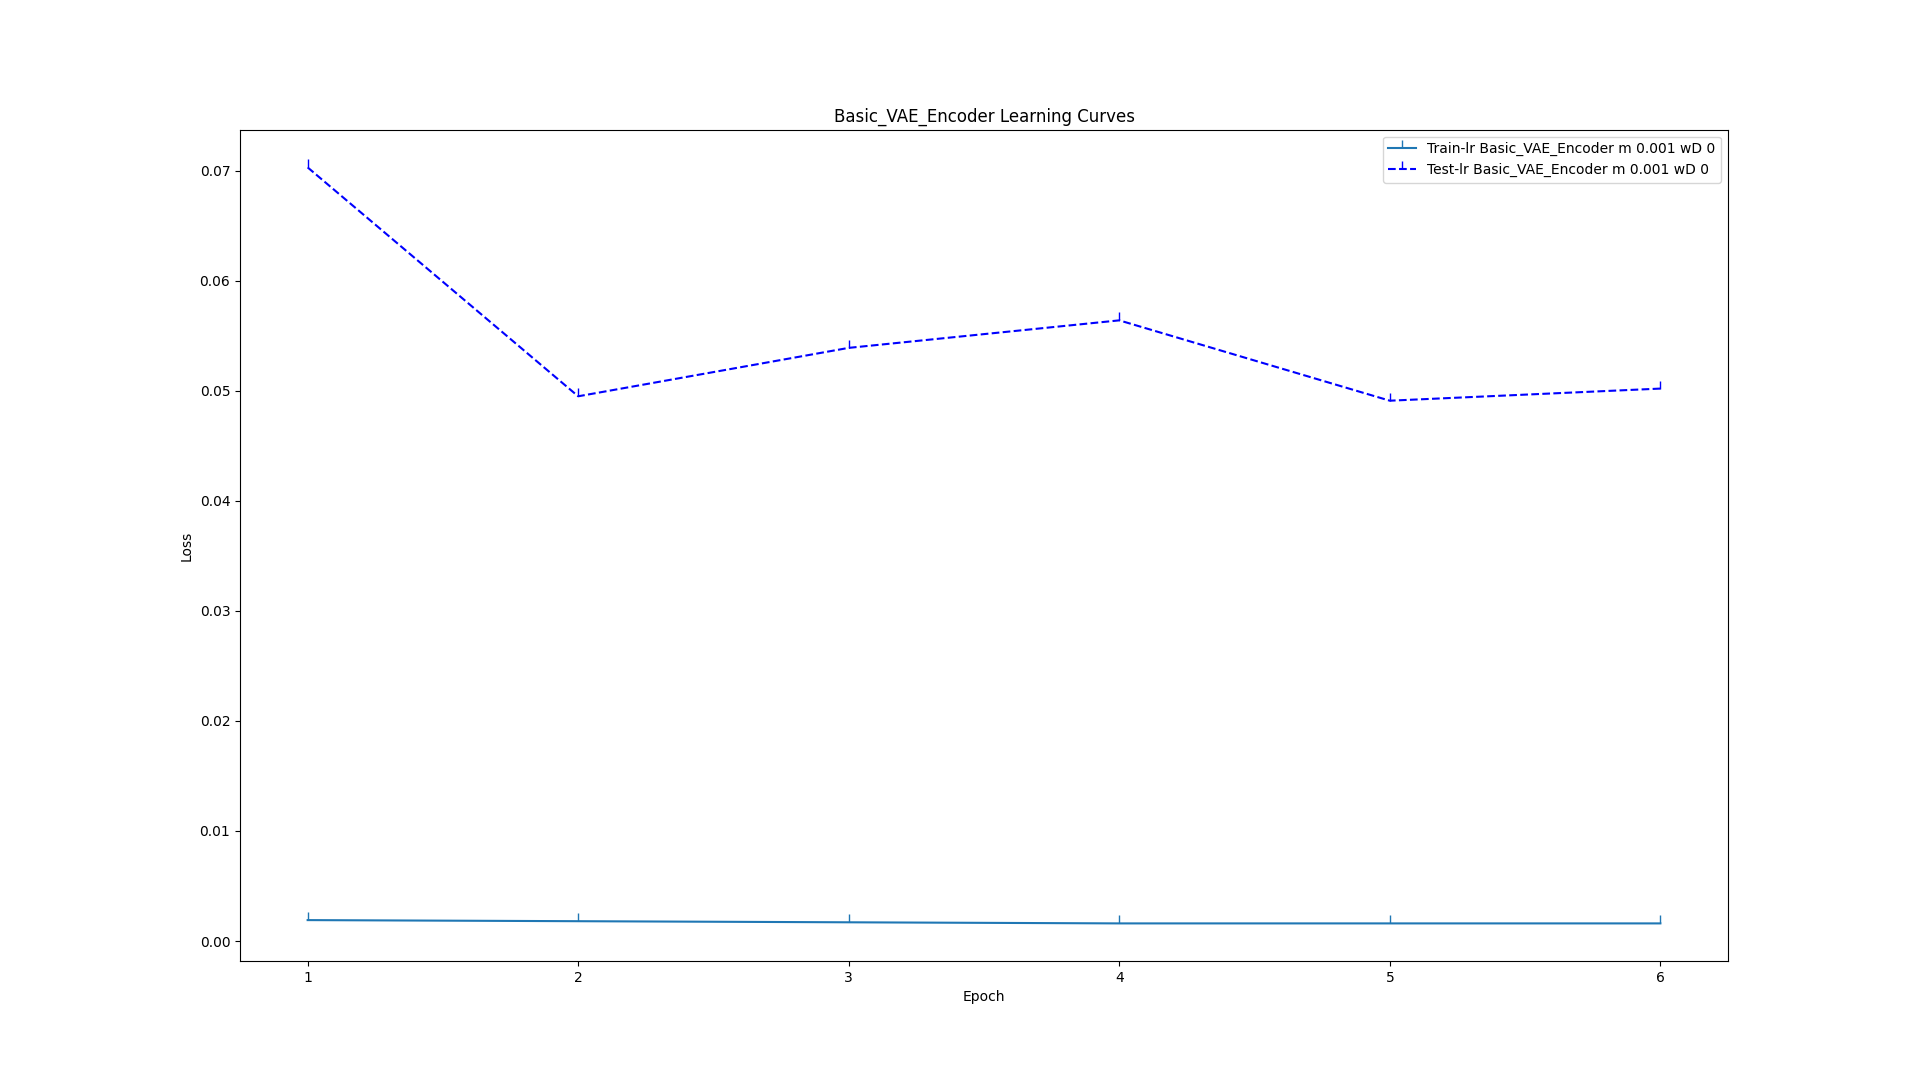 Basic_VAE_Encoder Learning Curves
Train-lr Basic_VAE_Encoder m 0.001 wD 0
Test-lr Basic_VAE_Encoder m 0.001 wD 0
0.07
0.06
0.05
0.04
0.03
0.02
0.01
0.00
Loss
1 2 3 4 5 6
Epoch